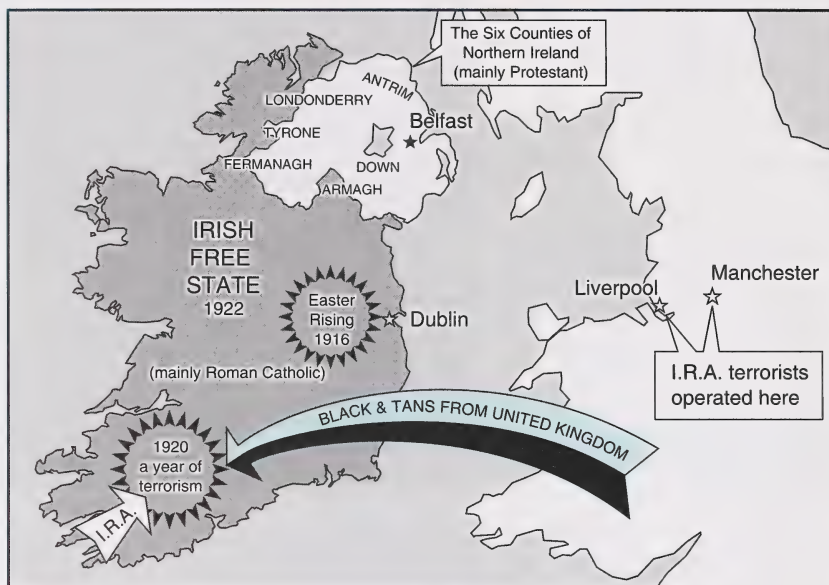 The Six Counties of
Northern Ireland
(mainly Protestant)
ANTRIM
LONDONDERRY
Belfast
TYRONE
DOWN
FERMANAGH
ARMAGH
IRISH
FREE
STATE
1922
Easter
Rising
1916
Dublin
Liverpool
Manchester
I.R.A. terrorists
operated here
(mainly Roman Catholic)
BLACK & TANS FROM UNITED KINGDOM
1920
a year of
terrorism
I.R.A.